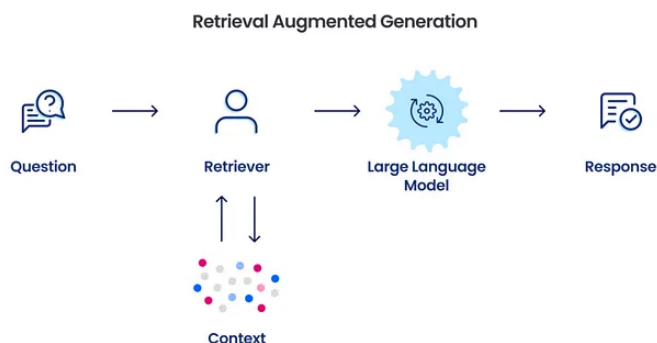 Retrieval Augmented Generation
Question
Retriever
Large Language
Model
Response
Context